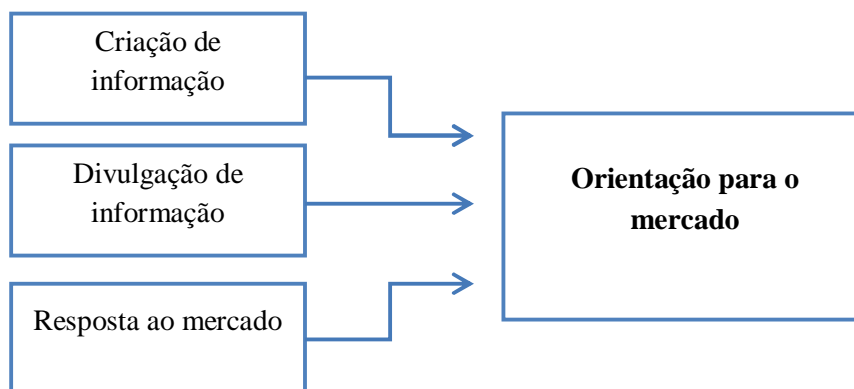 Criação de
informação
Divulgação de
informação
Resposta ao mercado
Orientação para o
mercado